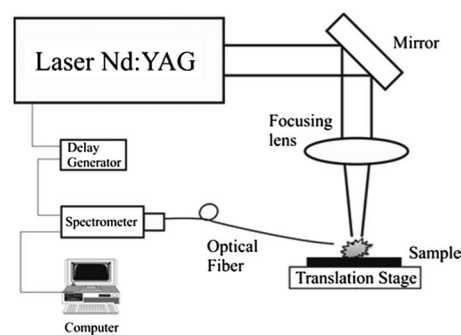 Laser Nd:YAG
Mirror
Focusing
lens
Delay
Generator
Spectrometer
Optical
Fiber
Sample
Translation Stage
Computer